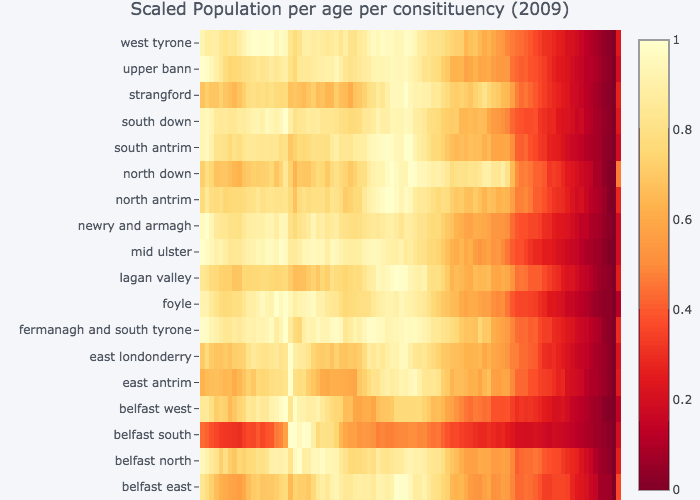 Scaled Population per age per consitituency (2009)
west tyrone
upper bann
strangford
south down
south antrim
north down
north antrim
newry and armagh
mid ulster
lagan valley
foyle
fermanagh and south tyrone
east londonderry
east antrim
belfast west
belfast south
belfast north
belfast east
1
0.8
0.6
0.4
0.2
0